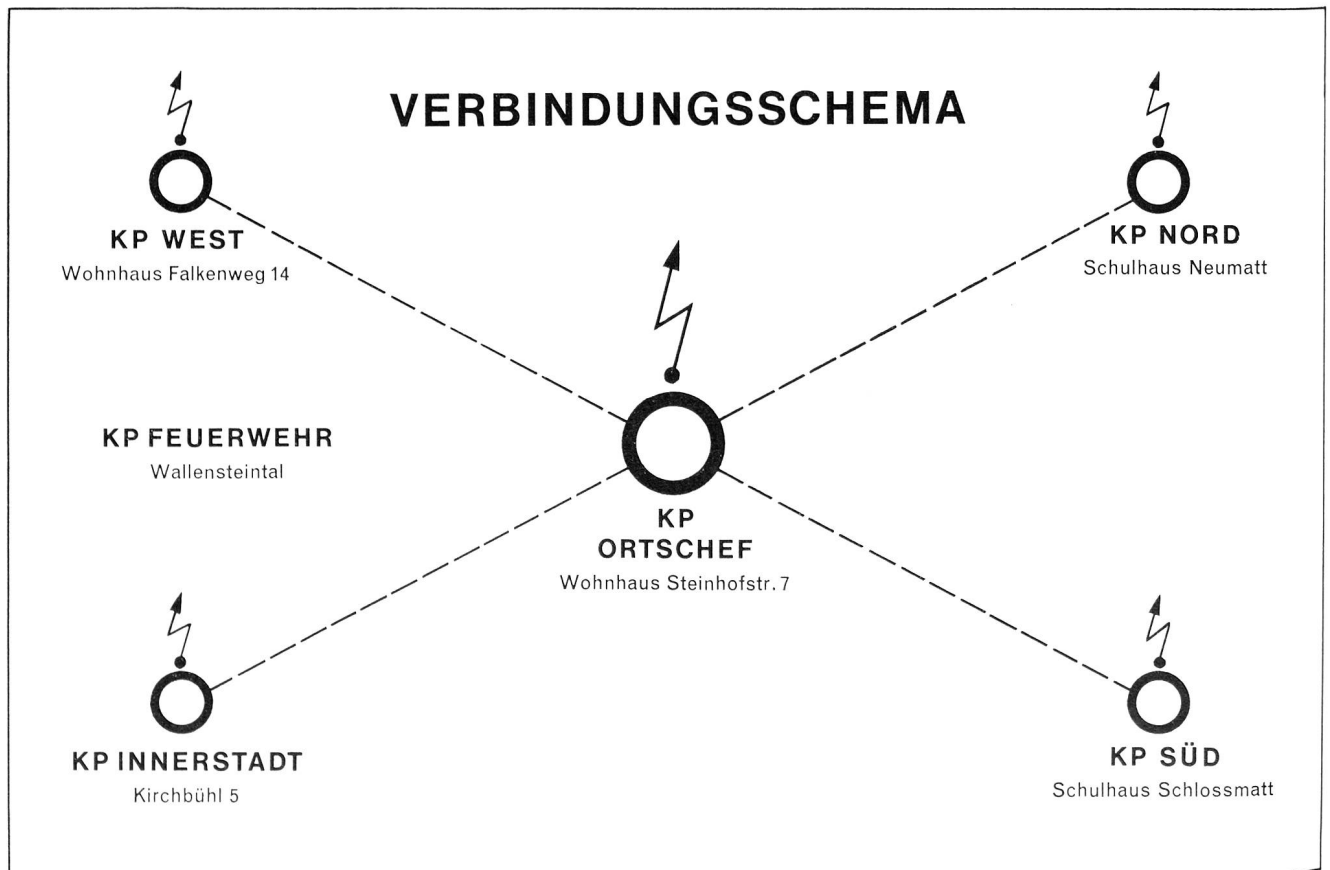 VERBINDUNGSSCHEMA
KP WEST
Wohnhaus Falkenweg 14
KP NORD
Schulhaus Neumatt
KP FEUERWEHR
Wallensteintal
KP
ORTSCHEF
Wohnhaus Steinhofstr. 7
KP INNERSTADT
Kirchbühl 5
KP SÜD
Schulhaus Schlossmatt